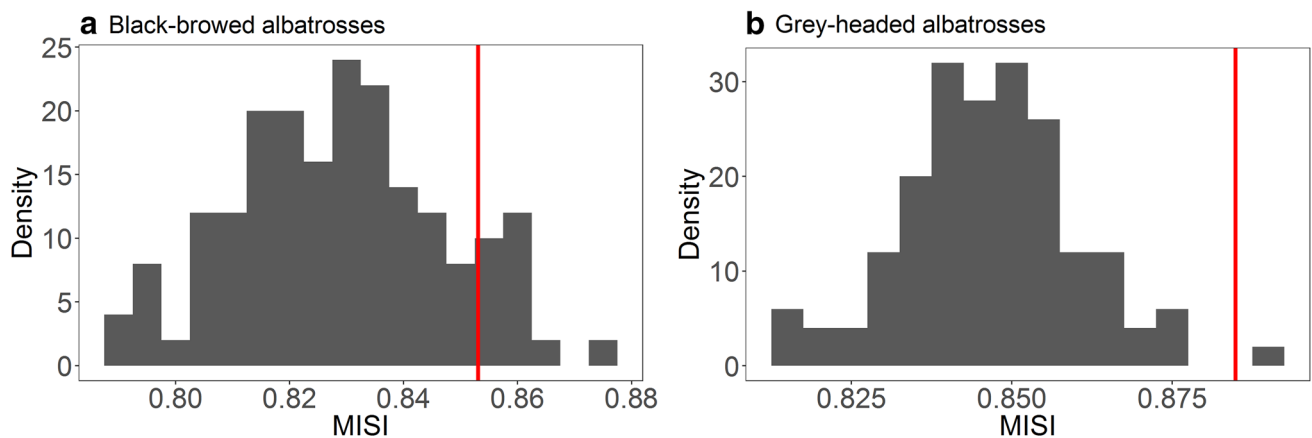 a Black-browed albatrosses
25
20
15
10
5
0
Density
0.80 0.82 0.84 0.86 0.88
MISI
b Grey-headed albatrosses
30
20
10
0
Density
0.825 0.850 0.875
MISI